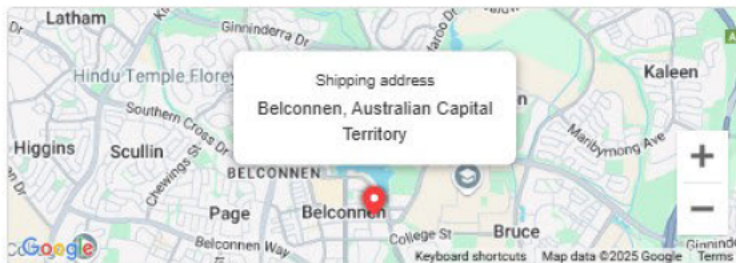 Latham
Ginninderra Dr
Hindu Temple Florey
Shipping address
Belconnen, Australian Capital
Territory
Kaleen
Southern Cross Dr
Maribyrnong Ave
Higgins
Scullin
Chewings St
BELCONNEN
Page
Belconnen
College St
Bruce
Belconnen Way
Google
Keyboard shortcuts
Map data ©2025 Google
Terms